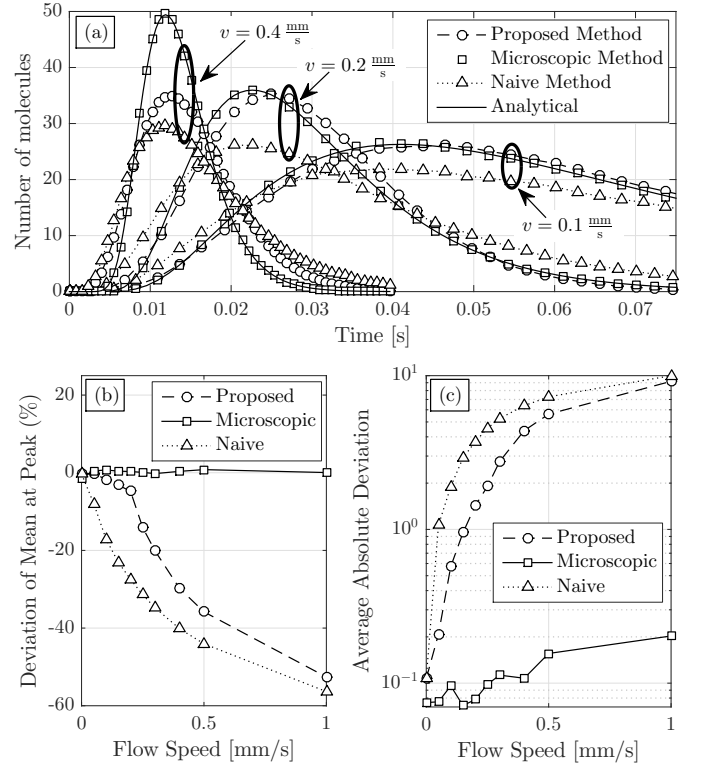 50
40
30
20
10
0
Number of molecules
(a)
v = 0.4 mm/s
v = 0.2 mm/s
v = 0.1 mm/s
Proposed Method
Microscopic Method
Naive Method
Analytical
0 0.01 0.02 0.03 0.04 0.05 0.06 0.07
Time [s]
(b)
20
0
-20
-40
-60
Deviation of Mean at Peak (%)
Proposed
Microscopic
Naive
0 0.5 1
Flow Speed [mm/s]
(c)
10^1
10^0
10^-1
Average Absolute Deviation
Proposed
Microscopic
Naive
0 0.5 1
Flow Speed [mm/s]